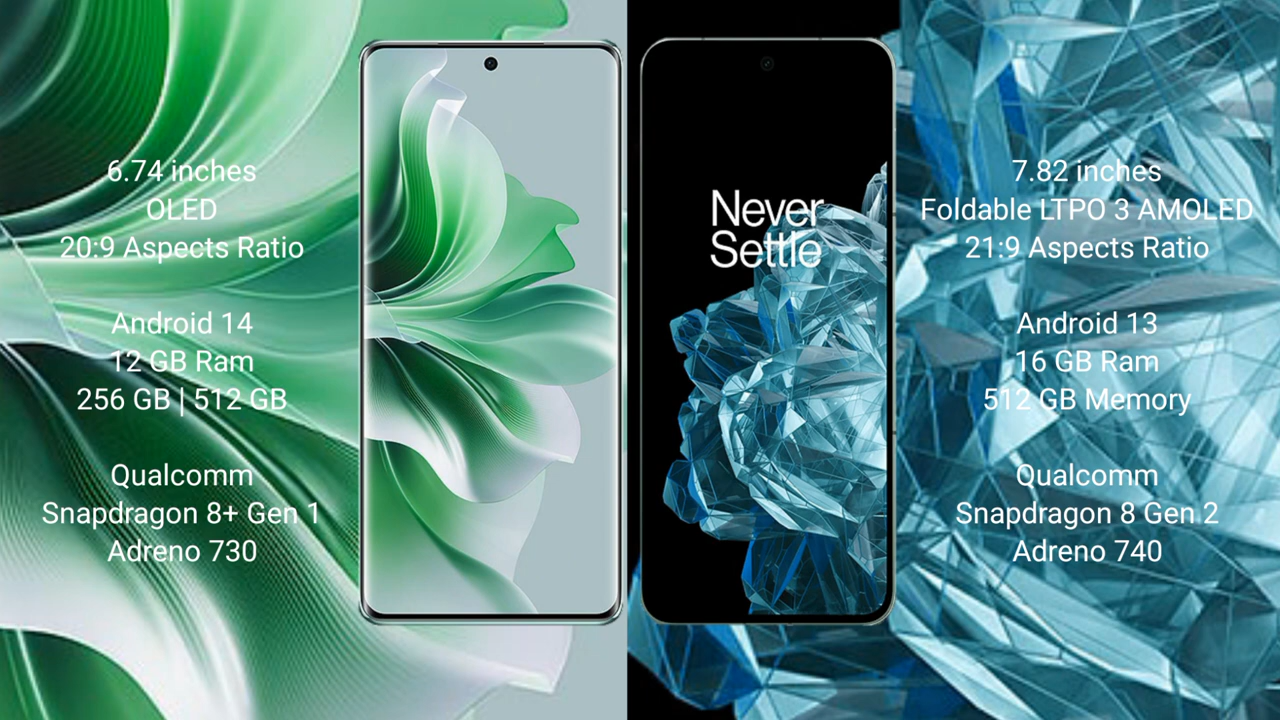 6.74 inches
OLED
20:9 Aspects Ratio
Android 14
12 GB Ram
256 GB | 512 GB
Qualcomm
Snapdragon 8+ Gen 1
Adreno 730
Never
Settle
7.82 inches
Foldable LTPO 3 AMOLED
21:9 Aspects Ratio
Android 13
16 GB Ram
512 GB Memory
Qualcomm
Snapdragon 8 Gen 2
Adreno 740